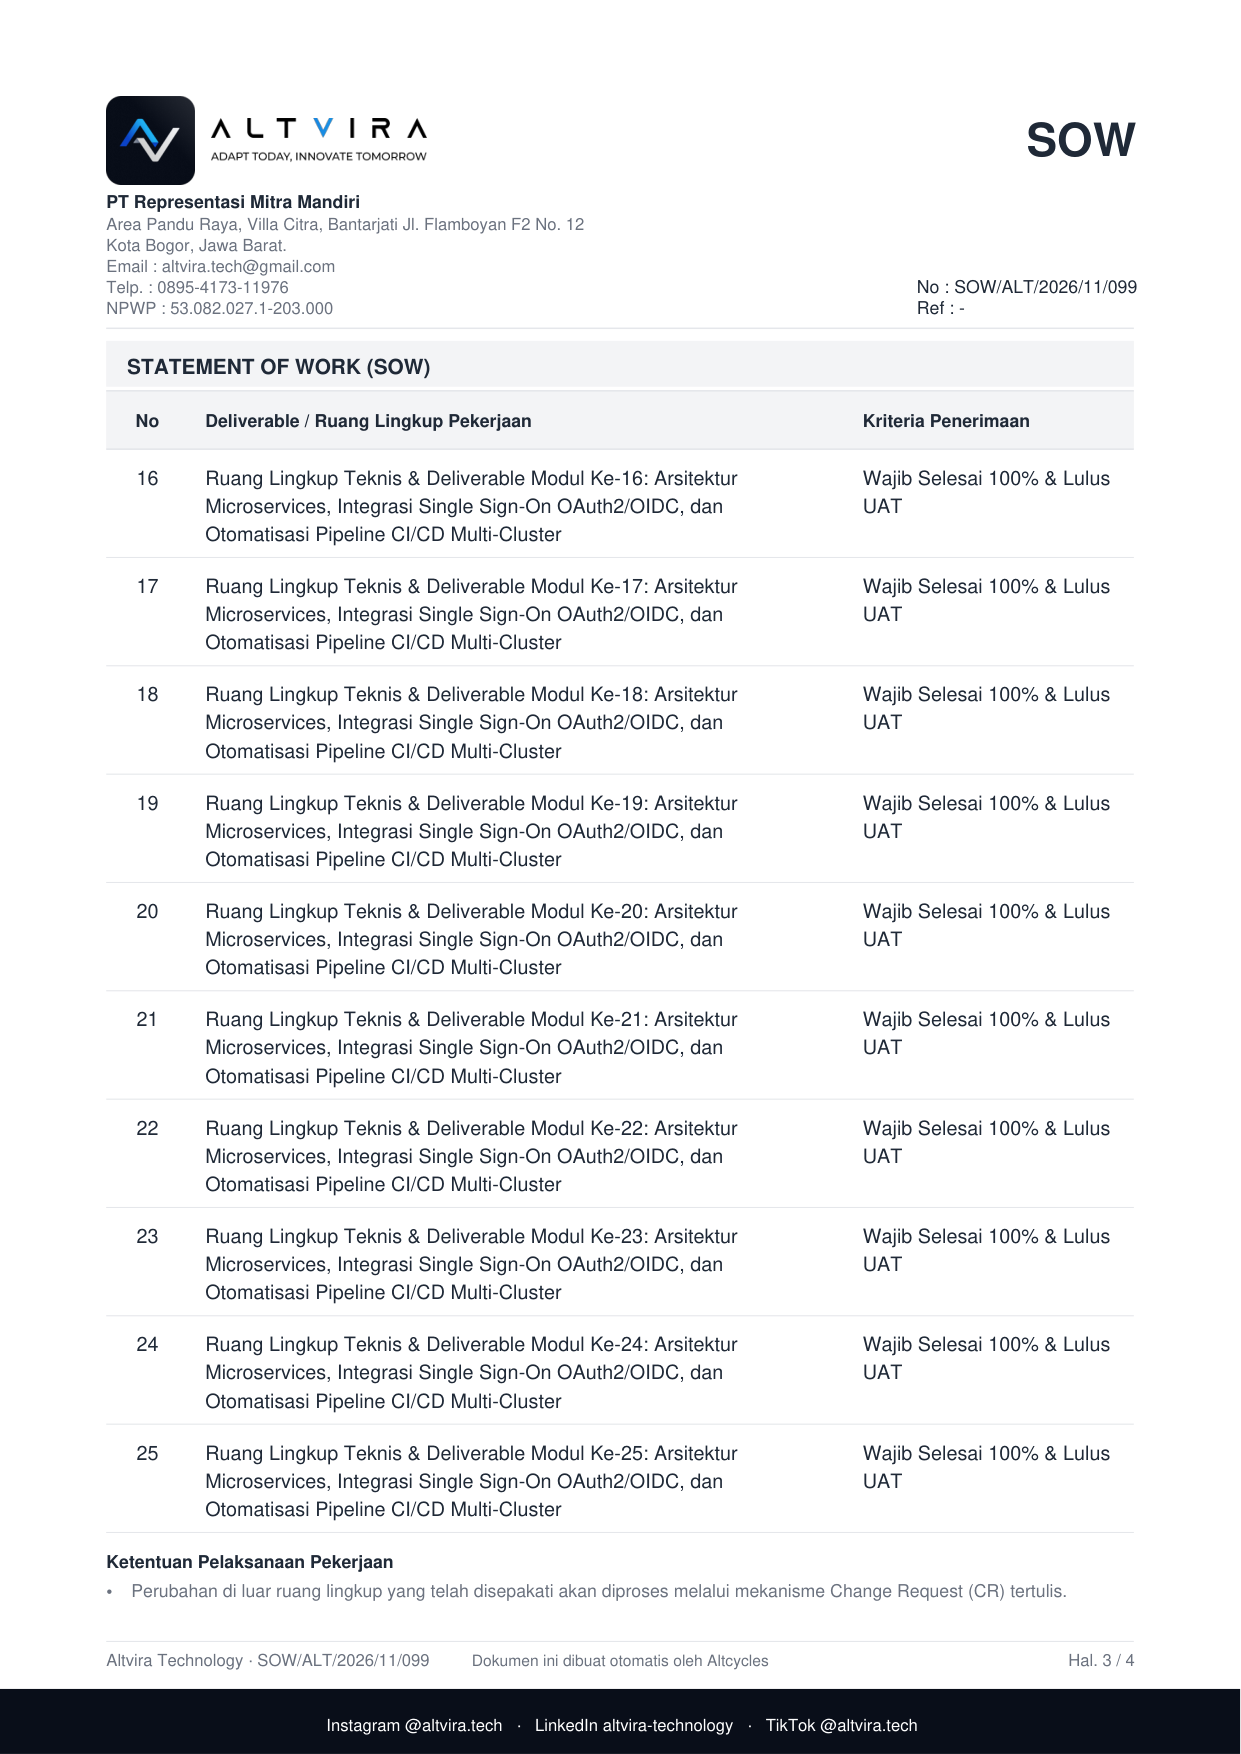 ALTVIRA
ADAPT TODAY, INNOVATE TOMORROW
SOW
PT Representasi Mitra Mandiri
Area Pandu Raya, Villa Citra, Bantarjati Jl. Flamboyan F2 No. 12
Kota Bogor, Jawa Barat.
Email : altvira.tech@gmail.com
Telp. : 0895-4173-11976
NPWP : 53.082.027.1-203.000
No : SOW/ALT/2026/11/099
Ref : -
STATEMENT OF WORK (SOW)
No Deliverable / Ruang Lingkup Pekerjaan Kriteria Penerimaan
16 Ruang Lingkup Teknis & Deliverable Modul Ke-16: Arsitektur Wajib Selesai 100% & Lulus
Microservices, Integrasi Single Sign-On OAuth2/OIDC, dan UAT
Otomatisasi Pipeline CI/CD Multi-Cluster
17 Ruang Lingkup Teknis & Deliverable Modul Ke-17: Arsitektur Wajib Selesai 100% & Lulus
Microservices, Integrasi Single Sign-On OAuth2/OIDC, dan UAT
Otomatisasi Pipeline CI/CD Multi-Cluster
18 Ruang Lingkup Teknis & Deliverable Modul Ke-18: Arsitektur Wajib Selesai 100% & Lulus
Microservices, Integrasi Single Sign-On OAuth2/OIDC, dan UAT
Otomatisasi Pipeline CI/CD Multi-Cluster
19 Ruang Lingkup Teknis & Deliverable Modul Ke-19: Arsitektur Wajib Selesai 100% & Lulus
Microservices, Integrasi Single Sign-On OAuth2/OIDC, dan UAT
Otomatisasi Pipeline CI/CD Multi-Cluster
20 Ruang Lingkup Teknis & Deliverable Modul Ke-20: Arsitektur Wajib Selesai 100% & Lulus
Microservices, Integrasi Single Sign-On OAuth2/OIDC, dan UAT
Otomatisasi Pipeline CI/CD Multi-Cluster
21 Ruang Lingkup Teknis & Deliverable Modul Ke-21: Arsitektur Wajib Selesai 100% & Lulus
Microservices, Integrasi Single Sign-On OAuth2/OIDC, dan UAT
Otomatisasi Pipeline CI/CD Multi-Cluster
22 Ruang Lingkup Teknis & Deliverable Modul Ke-22: Arsitektur Wajib Selesai 100% & Lulus
Microservices, Integrasi Single Sign-On OAuth2/OIDC, dan UAT
Otomatisasi Pipeline CI/CD Multi-Cluster
23 Ruang Lingkup Teknis & Deliverable Modul Ke-23: Arsitektur Wajib Selesai 100% & Lulus
Microservices, Integrasi Single Sign-On OAuth2/OIDC, dan UAT
Otomatisasi Pipeline CI/CD Multi-Cluster
24 Ruang Lingkup Teknis & Deliverable Modul Ke-24: Arsitektur Wajib Selesai 100% & Lulus
Microservices, Integrasi Single Sign-On OAuth2/OIDC, dan UAT
Otomatisasi Pipeline CI/CD Multi-Cluster
25 Ruang Lingkup Teknis & Deliverable Modul Ke-25: Arsitektur Wajib Selesai 100% & Lulus
Microservices, Integrasi Single Sign-On OAuth2/OIDC, dan UAT
Otomatisasi Pipeline CI/CD Multi-Cluster
Ketentuan Pelaksanaan Pekerjaan
• Perubahan di luar ruang lingkup yang telah disepakati akan diproses melalui mekanisme Change Request (CR) tertulis.
Altvira Technology · SOW/ALT/2026/11/099 Dokumen ini dibuat otomatis oleh Altcycles Hal. 3 / 4
Instagram @altvira.tech · LinkedIn altvira-technology · TikTok @altvira.tech